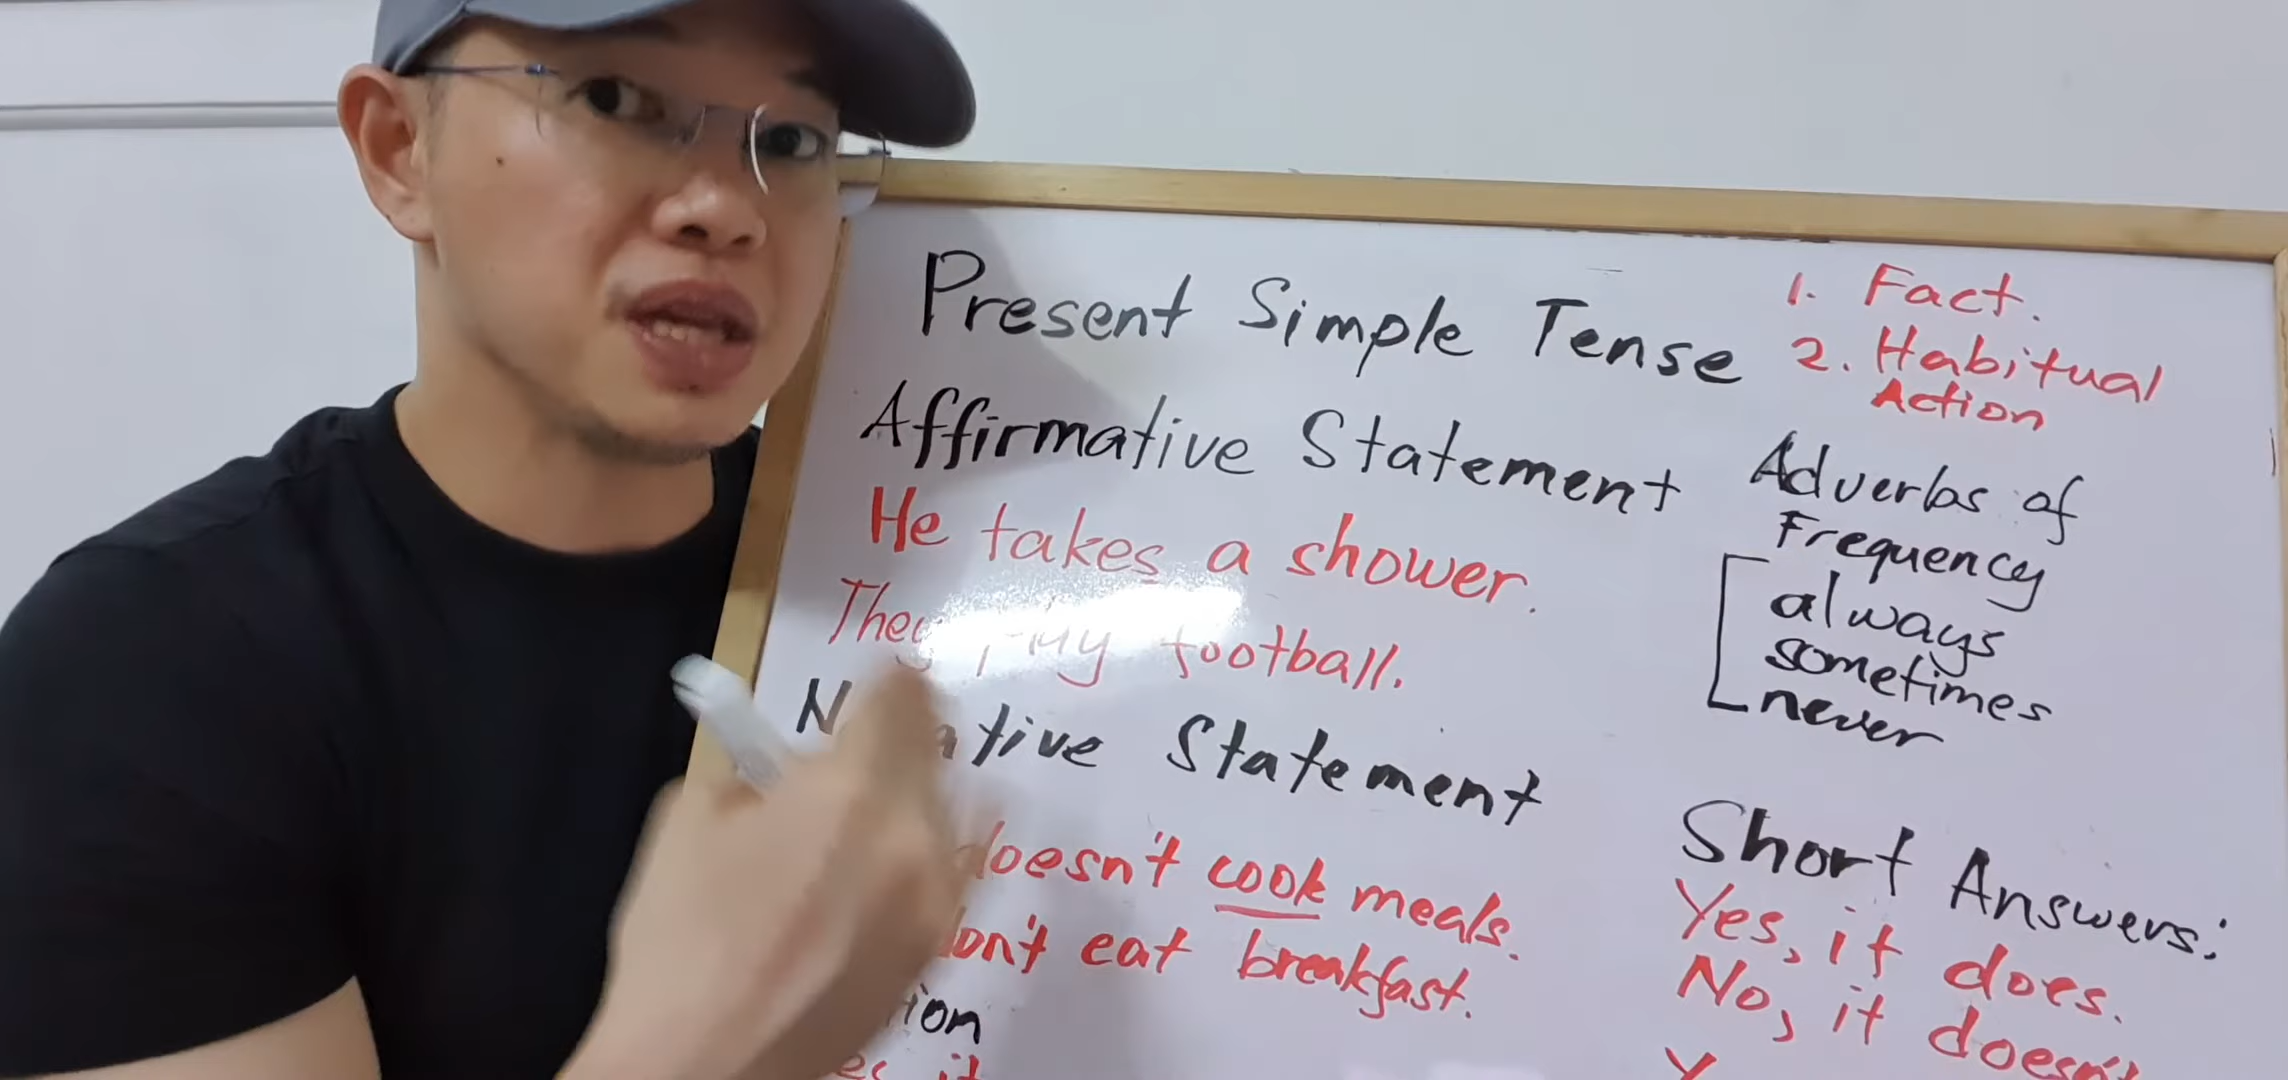 Present Simple Tense
Affirmative Statement
He takes a shower.
They play football.
Negative Statement
doesn't cook meals.
don't eat breakfast.
1. Fact.
2. Habitual
Action
Adverbs of
Frequency
always
sometimes
never
Short Answers:
Yes, it does.
No, it doesn't